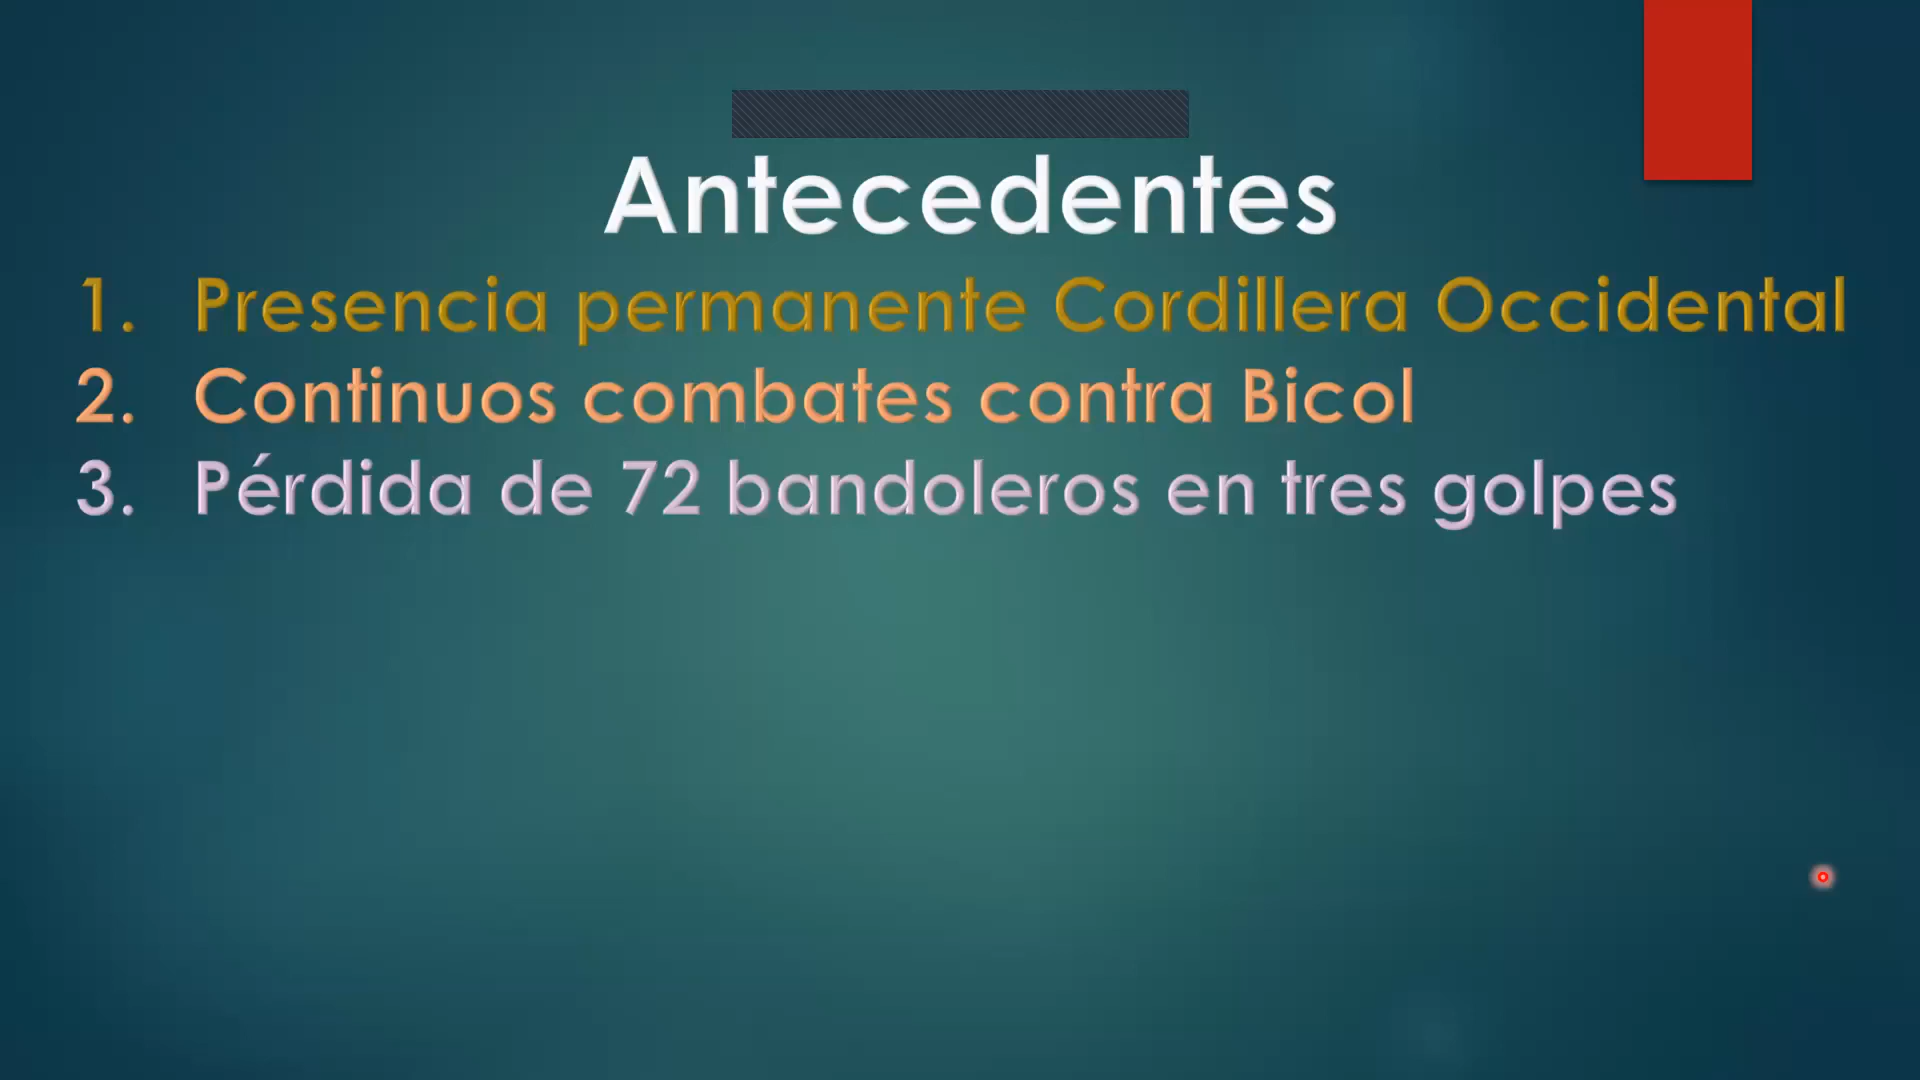 Antecedentes
1. Presencia permanente Cordillera Occidental
2. Continuos combates contra Bicol
3. Pérdida de 72 bandoleros en tres golpes